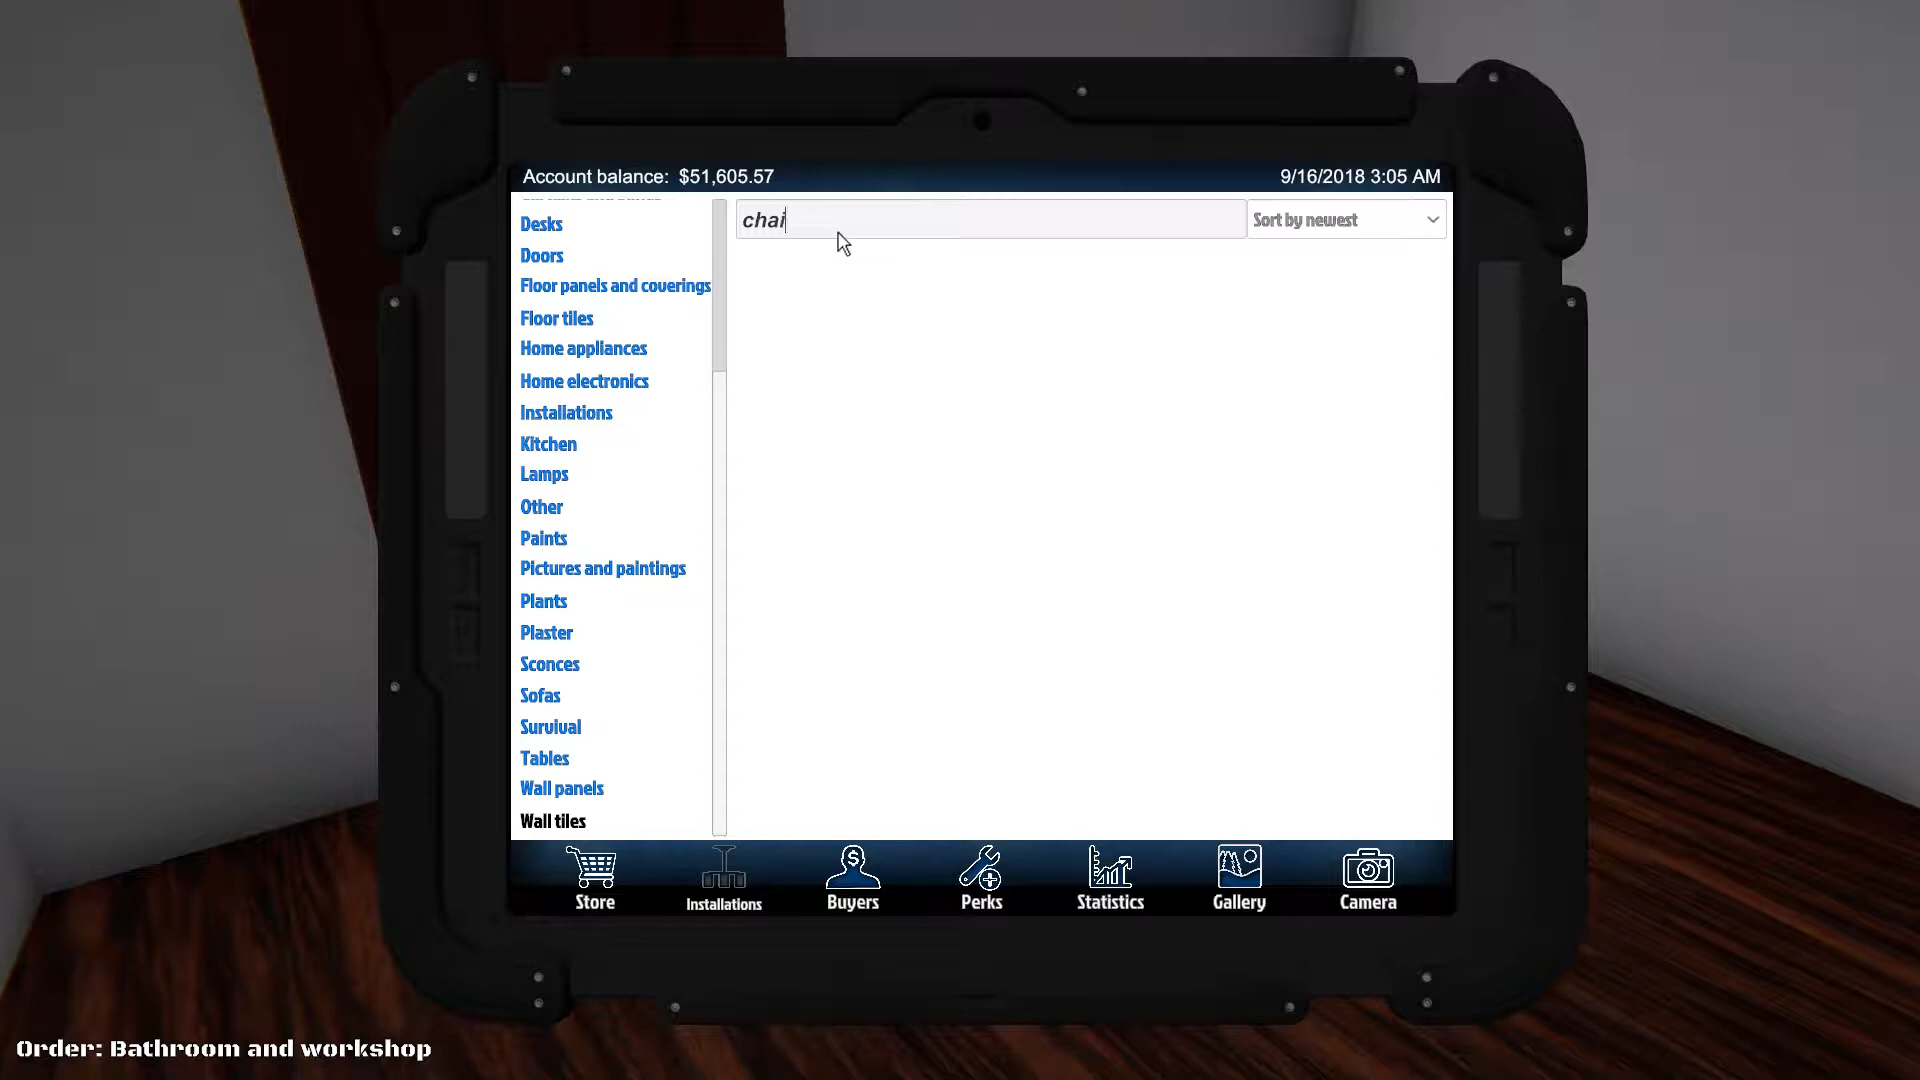 Account balance: $51,605.57
9/16/2018 3:05 AM
chai
Sort by newest
Desks
Doors
Floor panels and coverings
Floor tiles
Home appliances
Home electronics
Installations
Kitchen
Lamps
Other
Paints
Pictures and paintings
Plants
Plaster
Sconces
Sofas
Survival
Tables
Wall panels
Wall tiles
Store
Installations
Buyers
Perks
Statistics
Gallery
Camera
Order: Bathroom and workshop